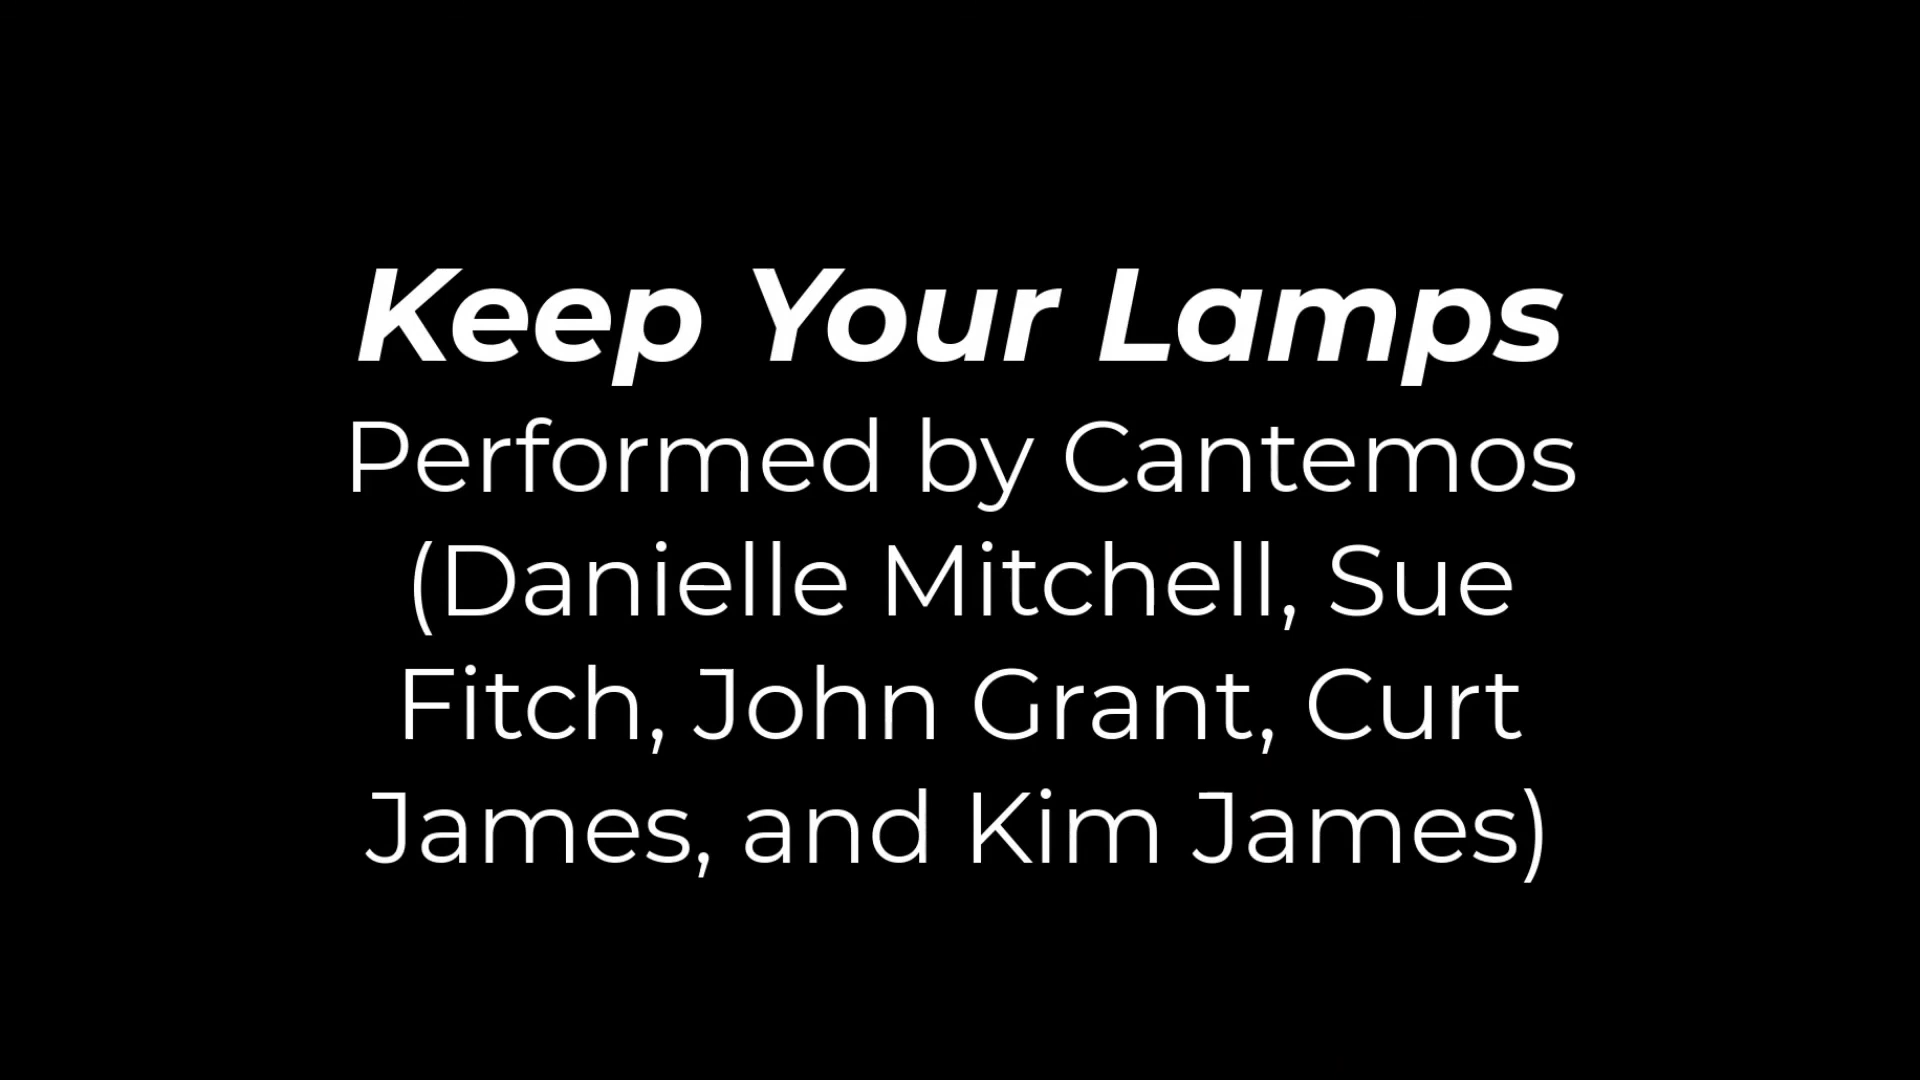 Keep Your Lamps
Performed by Cantemos
(Danielle Mitchell, Sue
Fitch, John Grant, Curt
James, and Kim James)